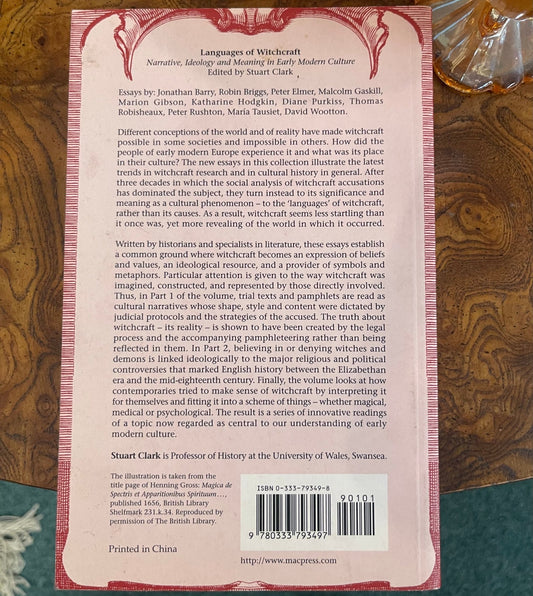 Languages of Witchcraft
Narrative, Ideology and Meaning in Early Modern Culture
Edited by Stuart Clark
Essays by: Jonathan Barry, Robin Briggs, Peter Elmer, Malcolm Gaskill,
Marion Gibson, Katharine Hodgkin, Diane Purkiss, Thomas
Robisheaux, Peter Rushton, María Tausiet, David Wootton.
Different conceptions of the world and of reality have made witchcraft
possible in some societies and impossible in others. How did the
people of early modern Europe experience it and what was its place
in their culture? The new essays in this collection illustrate the latest
trends in witchcraft research and in cultural history in general. After
three decades in which the social analysis of witchcraft accusations
has dominated the subject, they turn instead to its significance and
meaning as a cultural phenomenon – to the 'languages' of witchcraft,
rather than its causes. As a result, witchcraft seems less startling than
it once was, yet more revealing of the world in which it occurred.
Written by historians and specialists in literature, these essays establish
a common ground where witchcraft becomes an expression of beliefs
and values, an ideological resource, and a provider of symbols and
metaphors. Particular attention is given to the way witchcraft was
imagined, constructed, and represented by those directly involved.
Thus, in Part 1 of the volume, trial texts and pamphlets are read as
cultural narratives whose shape, style and content were dictated by
judicial protocols and the strategies of the accused. The truth about
witchcraft – its reality – is shown to have been created by the legal
process and the accompanying pamphleteering rather than being
reflected in them. In Part 2, believing in or denying witches and
demons is linked ideologically to the major religious and political
controversies that marked English history between the Elizabethan
era and the mid-eighteenth century. Finally, the volume looks at how
contemporaries tried to make sense of witchcraft by interpreting it
for themselves and fitting it into a scheme of things – whether magical,
medical or psychological. The result is a series of innovative readings
of a topic now regarded as central to our understanding of early
modern culture.
Stuart Clark is Professor of History at the University of Wales, Swansea.
The illustration is taken from the
title page of Henning Gross: Magica de
Spectris et Apparitionibus Spirituum...,
published 1656, British Library
Shelfmark 231.k.34. Reproduced by
permission of The British Library.
Printed in China
ISBN 0-333-79349-8
90101
9 780333 793497
http://www.macpress.com